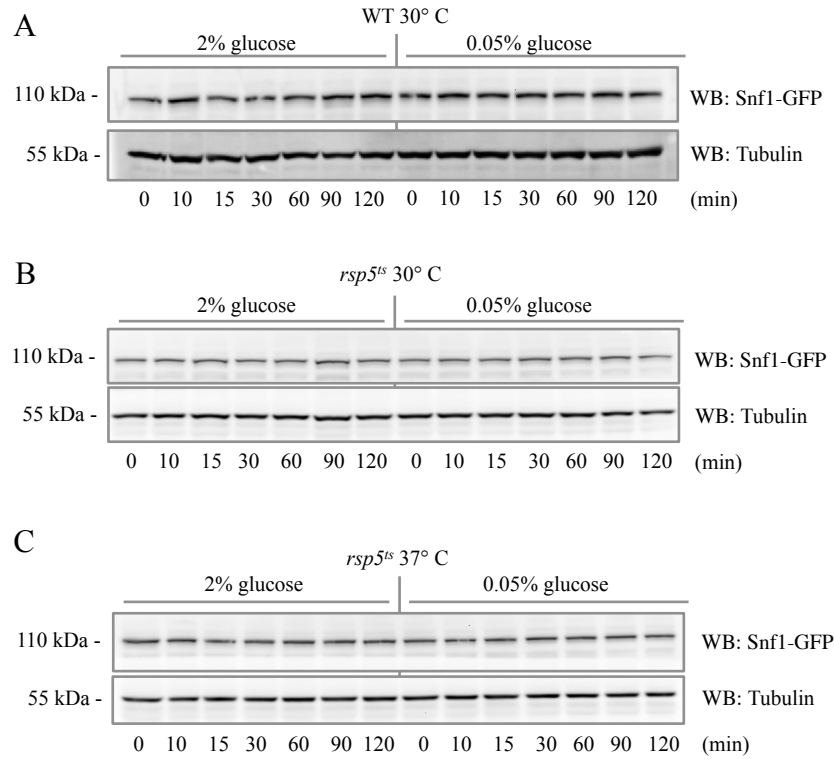 A
WT 30° C
2% glucose 0.05% glucose
110 kDa - WB: Snf1-GFP
55 kDa - WB: Tubulin
0 10 15 30 60 90 120 0 10 15 30 60 90 120 (min)
B
rsp5ts 30° C
2% glucose 0.05% glucose
110 kDa - WB: Snf1-GFP
55 kDa - WB: Tubulin
0 10 15 30 60 90 120 0 10 15 30 60 90 120 (min)
C
rsp5ts 37° C
2% glucose 0.05% glucose
110 kDa - WB: Snf1-GFP
55 kDa - WB: Tubulin
0 10 15 30 60 90 120 0 10 15 30 60 90 120 (min)